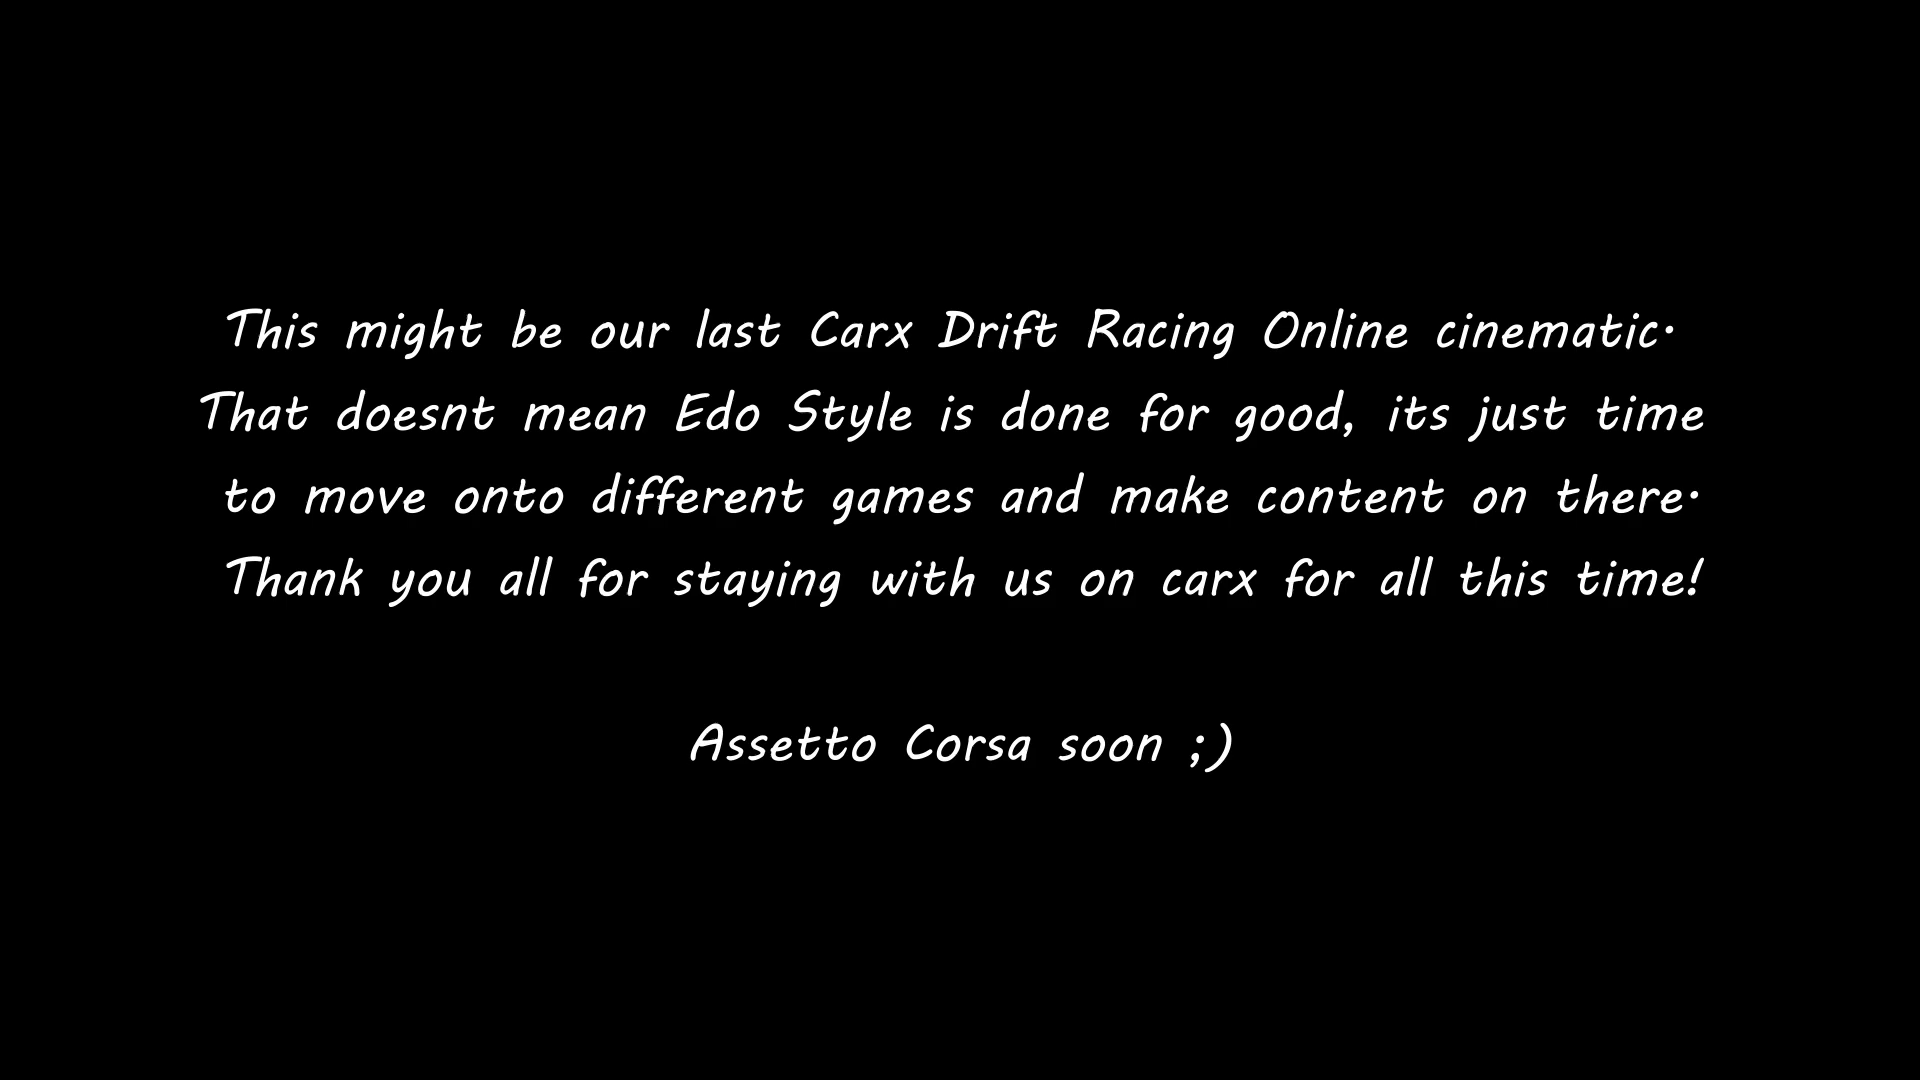 This might be our last Carx Drift Racing Online cinematic.
That doesnt mean Edo Style is done for good, its just time
to move onto different games and make content on there.
Thank you all for staying with us on carx for all this time!
Assetto Corsa soon ;)